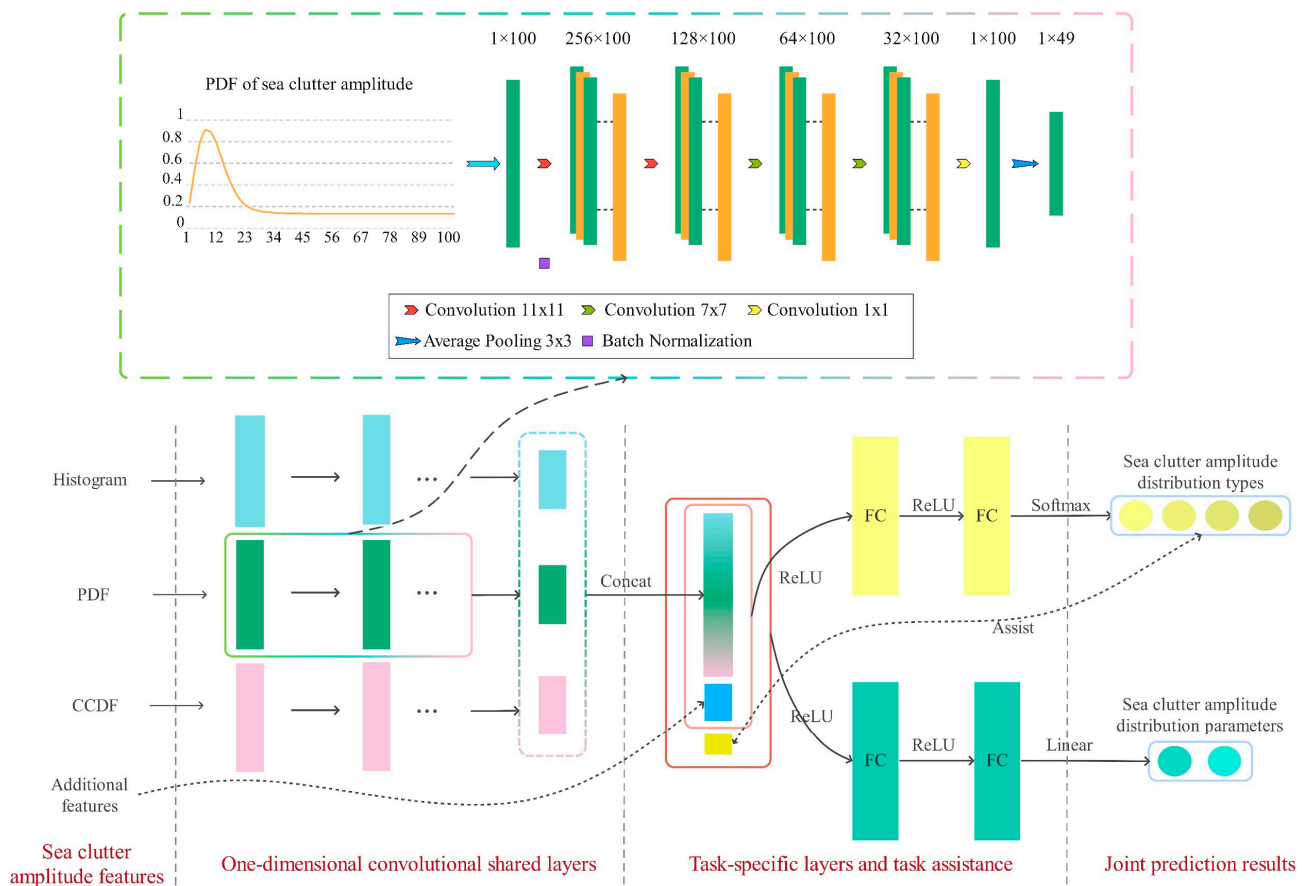 1×100 256×100 128×100 64×100 32×100 1×100 1×49
PDF of sea clutter amplitude
1
0.8
0.6
0.4
0.2
0
1 12 23 34 45 56 67 78 89 100
Convolution 11x11 Convolution 7x7 Convolution 1x1
Average Pooling 3x3 Batch Normalization
Histogram
PDF
CCDF
Additional
features
...
...
...
Concat
ReLU
ReLU
FC
ReLU
FC
Softmax
Assist
FC
ReLU
FC
Linear
Sea clutter amplitude
distribution types
Sea clutter amplitude
distribution parameters
Sea clutter
amplitude features
One-dimensional convolutional shared layers
Task-specific layers and task assistance
Joint prediction results